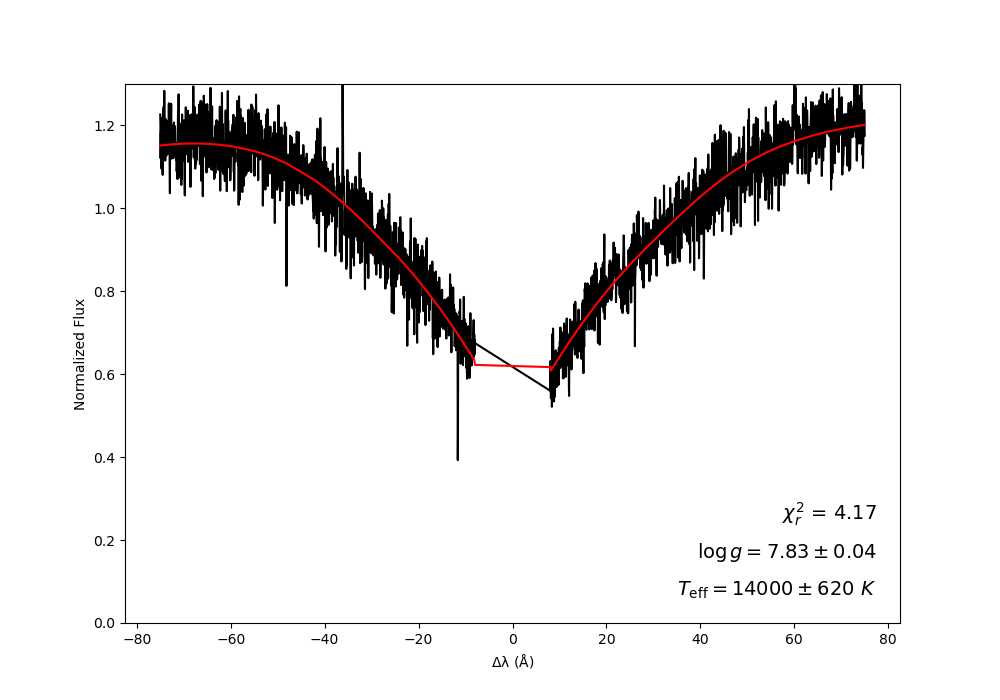 1.2
1.0
0.8
0.6
0.4
0.2
0.0
Normalized Flux
χ²ᵣ = 4.17
log g = 7.83 ± 0.04
T_eff = 14000 ± 620 K
−80 −60 −40 −20 0 20 40 60 80
Δλ (Å)